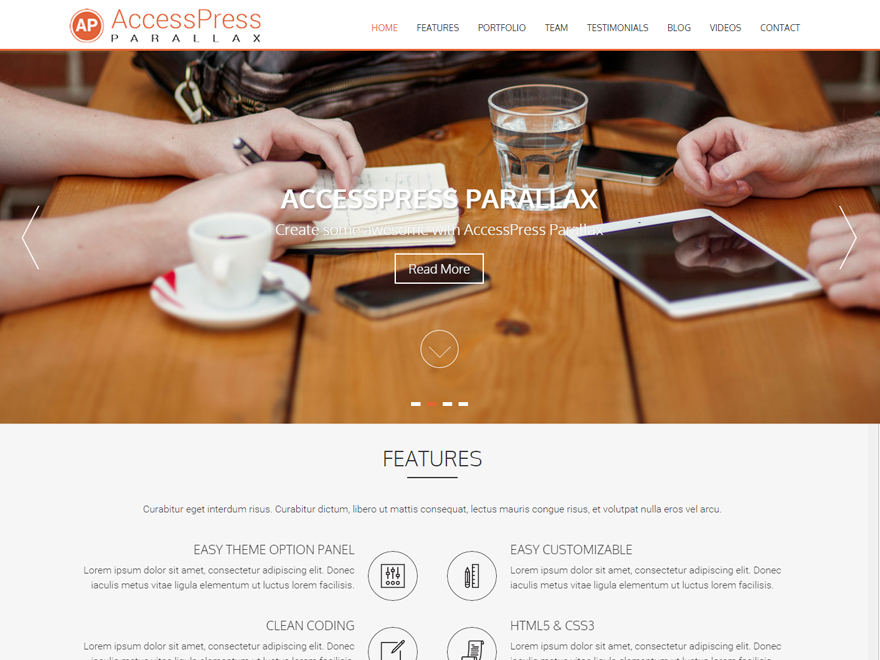 AP AccessPress
PARALLAX
HOME FEATURES PORTFOLIO TEAM TESTIMONIALS BLOG VIDEOS CONTACT
ACCESSPRESS PARALLAX
Create some awesome with AccessPress Parallax
Read More
FEATURES
Curabitur eget interdum risus. Curabitur dictum, libero ut mattis consequat, lectus mauris congue risus, et volutpat nulla eros vel arcu.
EASY THEME OPTION PANEL
Lorem ipsum dolor sit amet, consectetur adipiscing elit. Donec
iaculis metus vitae ligula elementum ut luctus lorem facilisis.
EASY CUSTOMIZABLE
Lorem ipsum dolor sit amet, consectetur adipiscing elit. Donec
iaculis metus vitae ligula elementum ut luctus lorem facilisis.
CLEAN CODING
Lorem ipsum dolor sit amet, consectetur adipiscing elit. Donec
HTML5 & CSS3
Lorem ipsum dolor sit amet, consectetur adipiscing elit. Donec